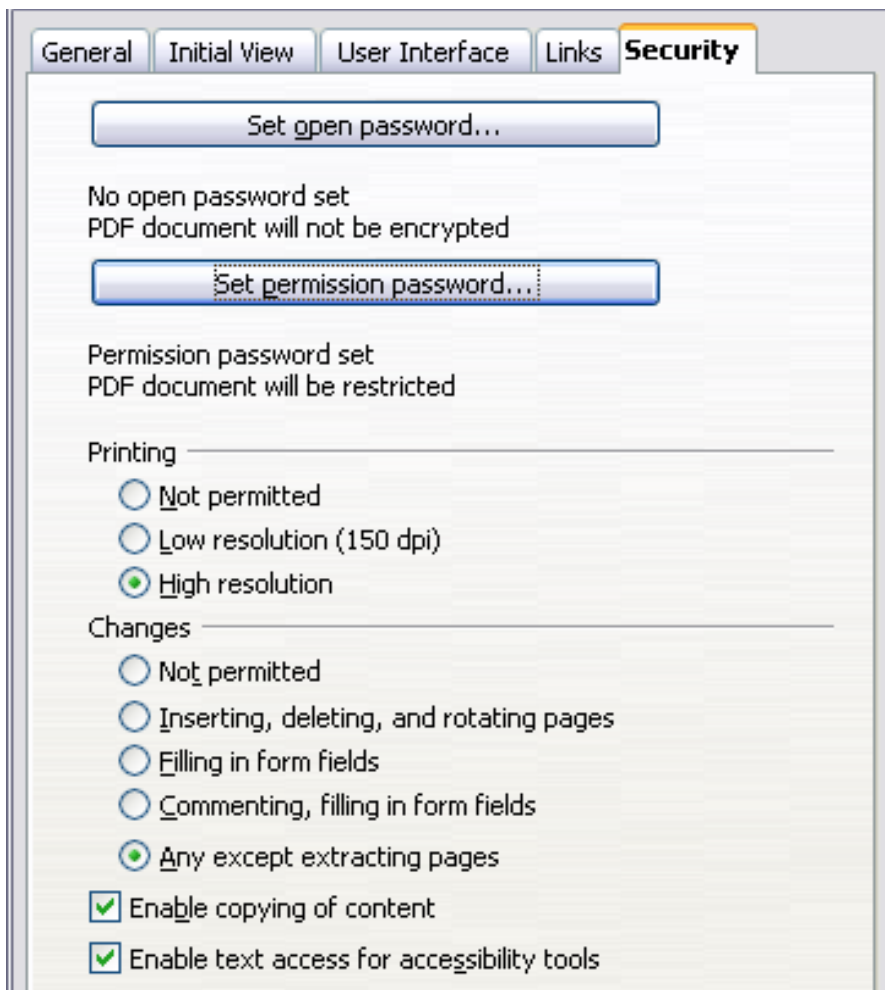 General Initial View User Interface Links Security
Set open password...
No open password set
PDF document will not be encrypted
Set permission password...
Permission password set
PDF document will be restricted
Printing
Not permitted
Low resolution (150 dpi)
High resolution
Changes
Not permitted
Inserting, deleting, and rotating pages
Filling in form fields
Commenting, filling in form fields
Any except extracting pages
Enable copying of content
Enable text access for accessibility tools